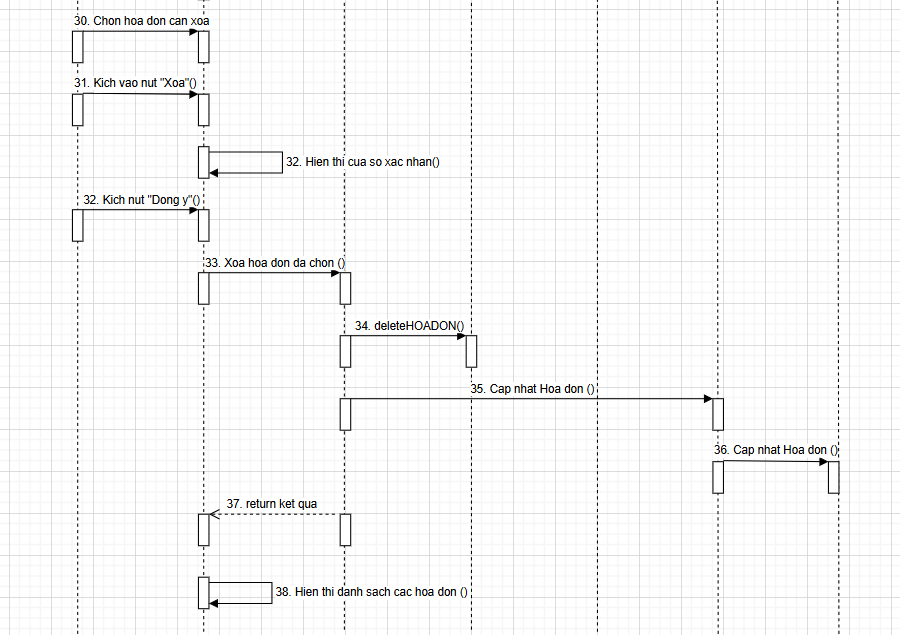 30. Chon hoa don can xoa
31. Kich vao nut "Xoa"()
32. Hien thi cua so xac nhan()
32. Kich nut "Dong y"()
33. Xoa hoa don da chon ()
34. deleteHOADON()
35. Cap nhat Hoa don ()
36. Cap nhat Hoa don ()
37. return ket qua
38. Hien thi danh sach cac hoa don ()